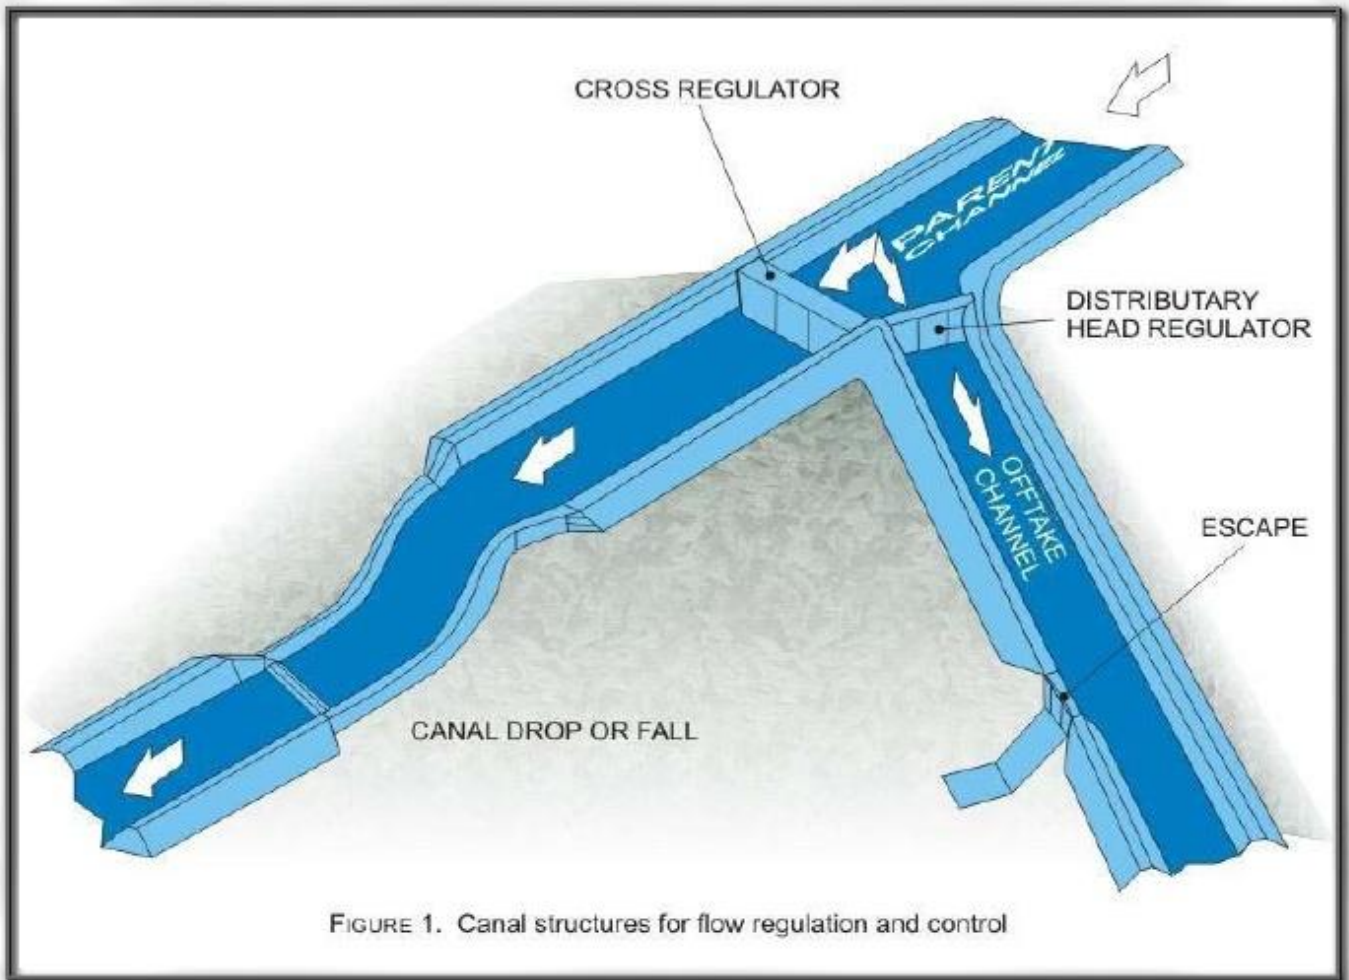 CROSS REGULATOR
PARENT
CHANNEL
DISTRIBUTARY
HEAD REGULATOR
OFFTAKE
CHANNEL
ESCAPE
CANAL DROP OR FALL
FIGURE 1. Canal structures for flow regulation and control